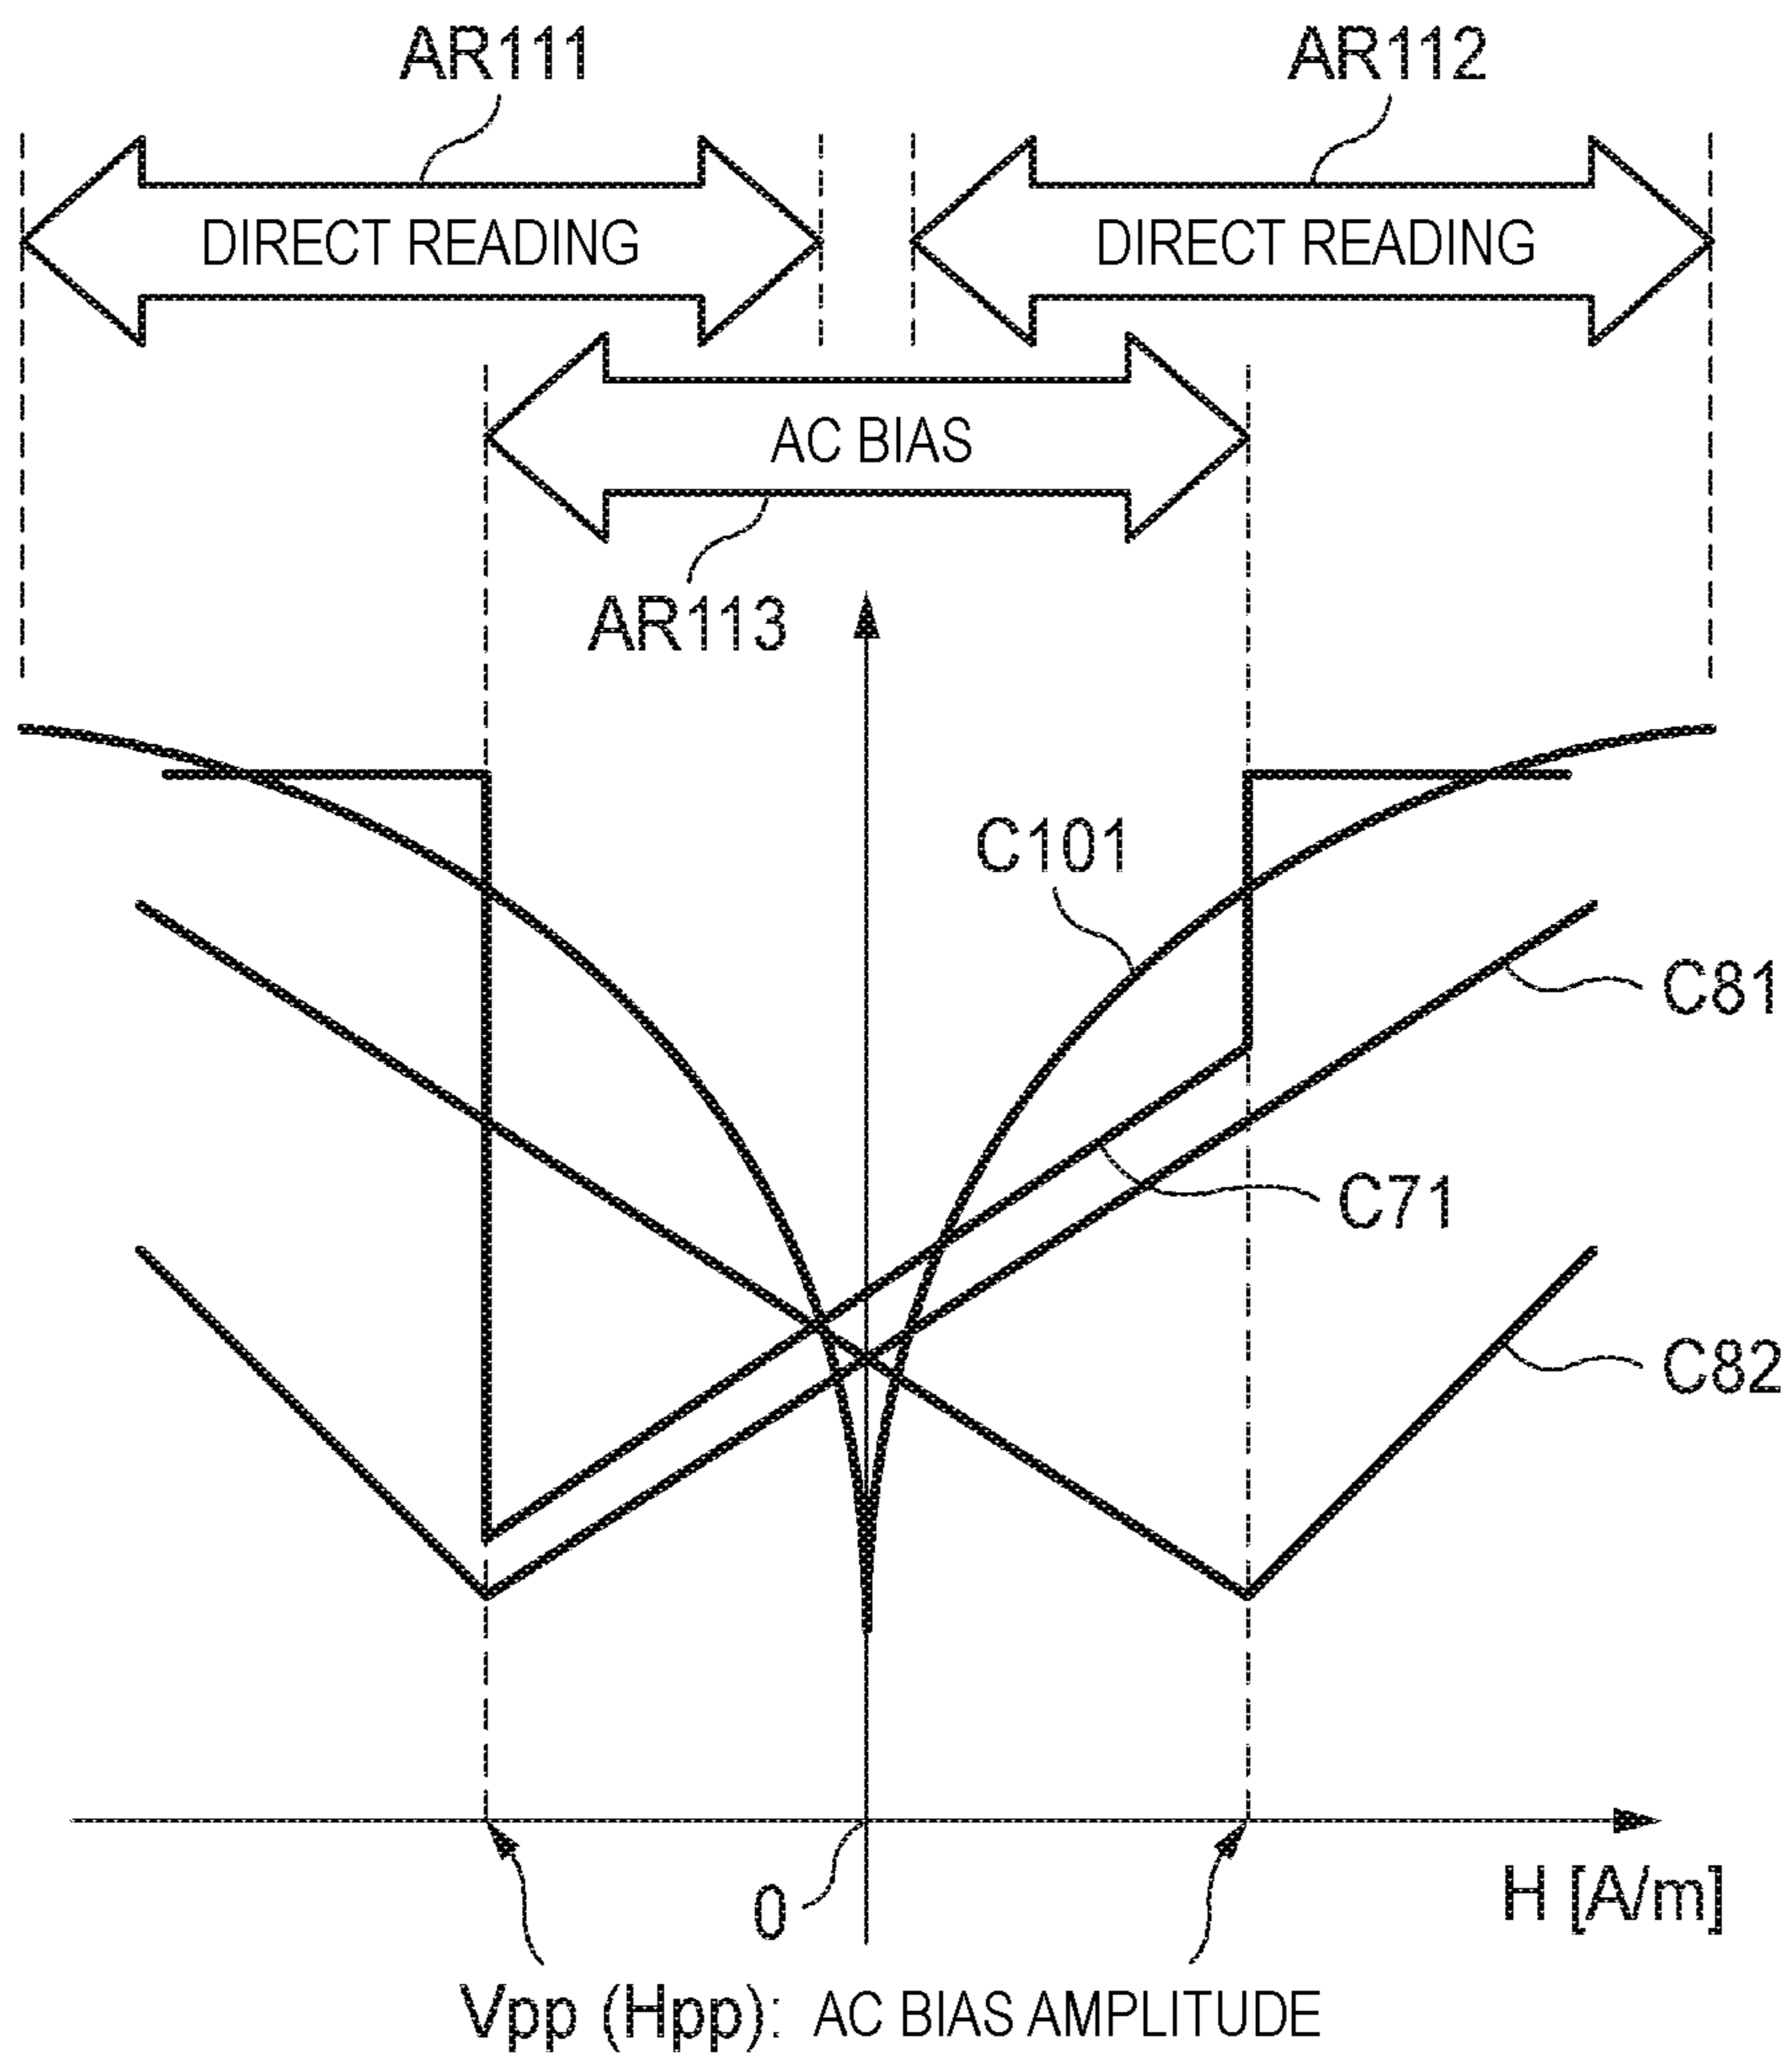 AR111
AR112
DIRECT READING
DIRECT READING
AC BIAS
AR113
C101
C81
C71
C82
0
H [A/m]
Vpp (Hpp): AC BIAS AMPLITUDE